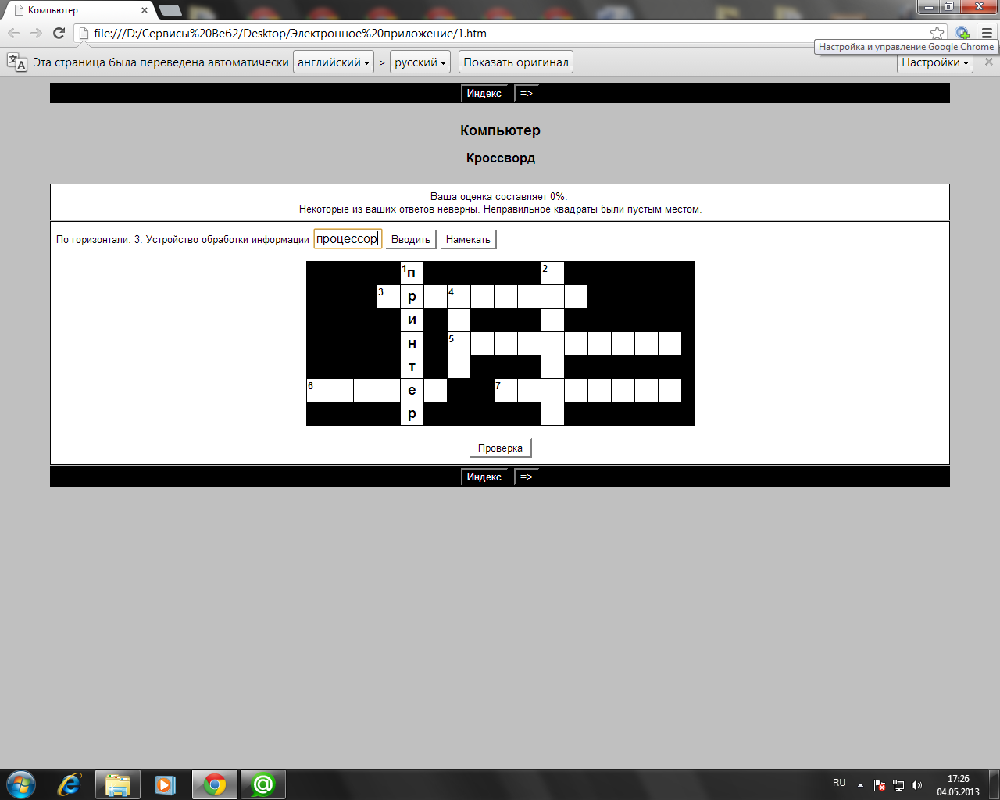 Компьютер
file:///D:/Сервисы%20Веб2/Desktop/Электронное%20приложение/1.htm
Настройка и управление Google Chrome
Эта страница была переведена автоматически английский > русский Показать оригинал Настройки
Индекс =>
Компьютер
Кроссворд
Ваша оценка составляет 0%.
Некоторые из ваших ответов неверны. Неправильное квадраты были пустым местом.
По горизонтали: 3: Устройство обработки информации процессор Вводить Намекать
1 п 2
3 р 4
и
н 5
т
6 е 7
р
Проверка
Индекс =>
RU 17:26
04.05.2013